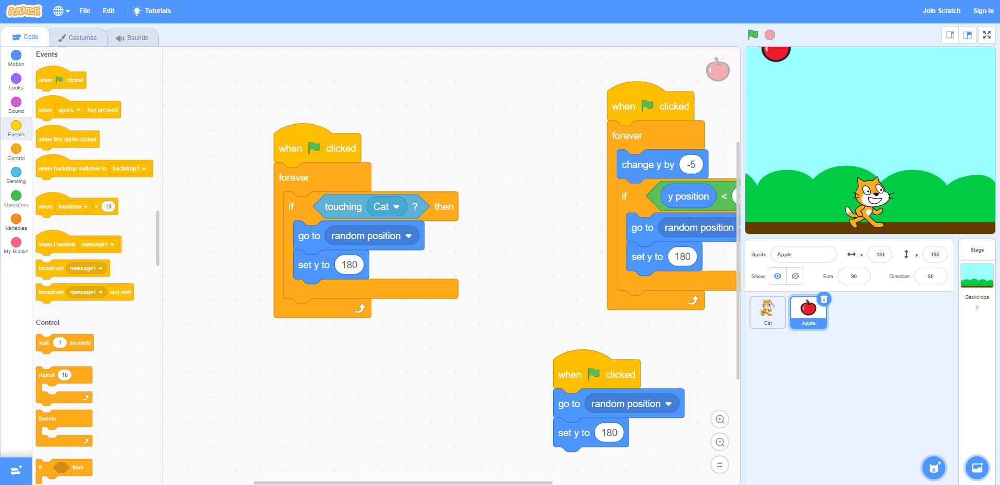 SCRATCH File Edit Tutorials Join Scratch Sign in
Code Costumes Sounds
Motion
Looks
Sound
Events
Control
Sensing
Operators
Variables
My Blocks
Events
when clicked
when space key pressed
when this sprite clicked
when backdrop switches to backdrop1
when loudness > 10
when I receive message1
broadcast message1
broadcast message1 and wait
Control
wait 1 seconds
repeat 10
forever
if then
when clicked
forever
if touching Cat ? then
go to random position
set y to 180
when clicked
forever
change y by -5
if y position <
go to random position
set y to 180
when clicked
go to random position
set y to 180
Sprite Apple x -181 y 180
Show Size 90 Direction 90
Cat
Apple
Stage
Backdrops
2